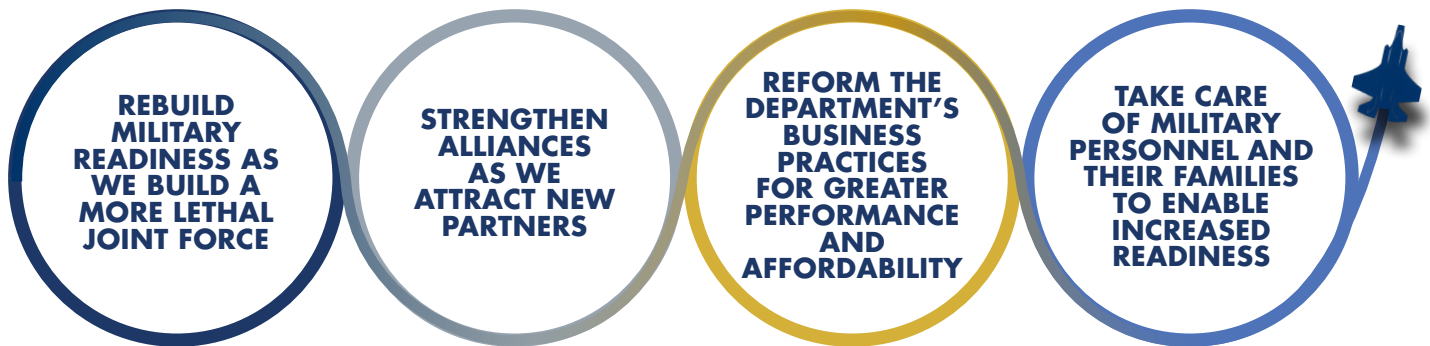 REBUILD
MILITARY
READINESS AS
WE BUILD A
MORE LETHAL
JOINT FORCE
STRENGTHEN
ALLIANCES
AS WE
ATTRACT NEW
PARTNERS
REFORM THE
DEPARTMENT’S
BUSINESS
PRACTICES
FOR GREATER
PERFORMANCE
AND
AFFORDABILITY
TAKE CARE
OF MILITARY
PERSONNEL AND
THEIR FAMILIES
TO ENABLE
INCREASED
READINESS